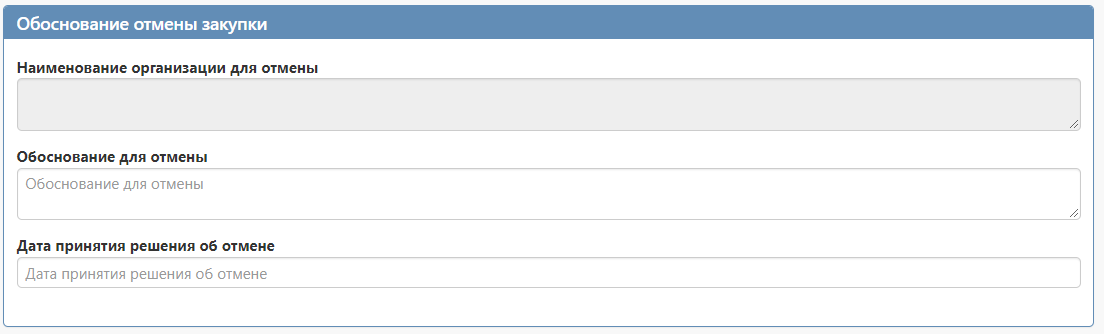 Обоснование отмены закупки
Наименование организации для отмены
Обоснование для отмены
Обоснование для отмены
Дата принятия решения об отмене
Дата принятия решения об отмене